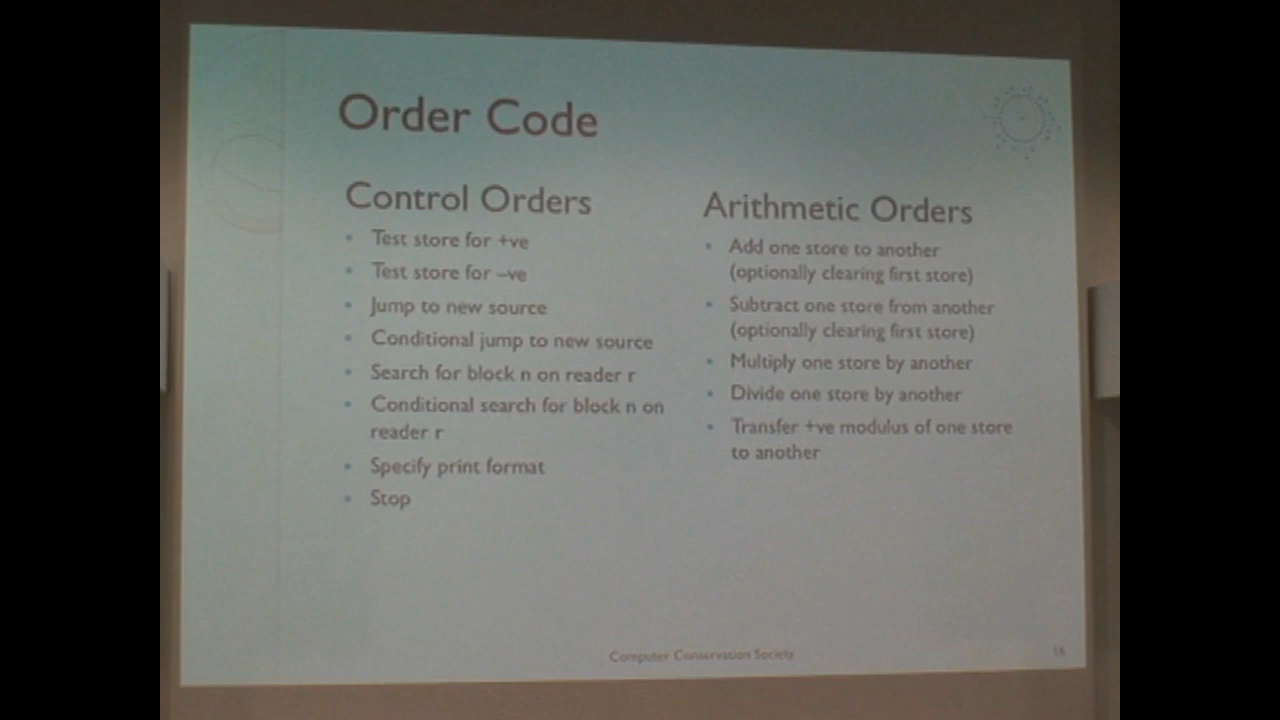 Order Code
Control Orders
• Test store for +ve
• Test store for –ve
• Jump to new source
• Conditional jump to new source
• Search for block n on reader r
• Conditional search for block n on
reader r
• Specify print format
• Stop
Arithmetic Orders
• Add one store to another
(optionally clearing first store)
• Subtract one store from another
(optionally clearing first store)
• Multiply one store by another
• Divide one store by another
• Transfer +ve modulus of one store
to another
Computer Conservation Society
16